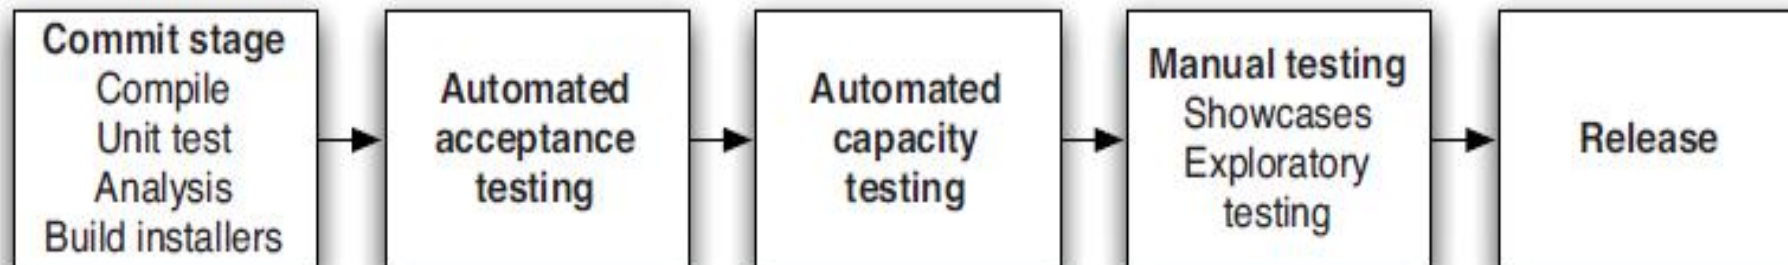 Commit stage
Compile
Unit test
Analysis
Build installers
Automated
acceptance
testing
Automated
capacity
testing
Manual testing
Showcases
Exploratory
testing
Release